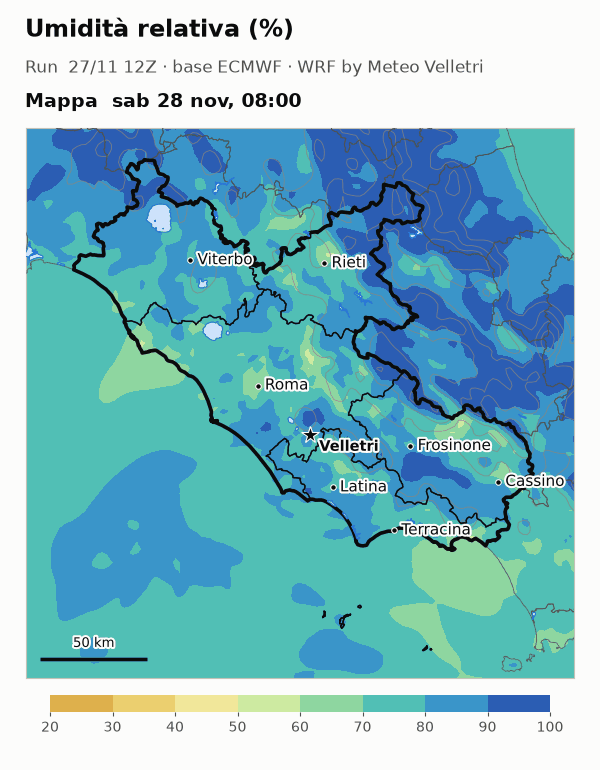 Umidità relativa (%)
Run 27/11 12Z · base ECMWF · WRF by Meteo Velletri
Mappa sab 28 nov, 08:00
Viterbo
Rieti
Roma
Velletri
Frosinone
Cassino
Latina
Terracina
50 km
20 30 40 50 60 70 80 90 100